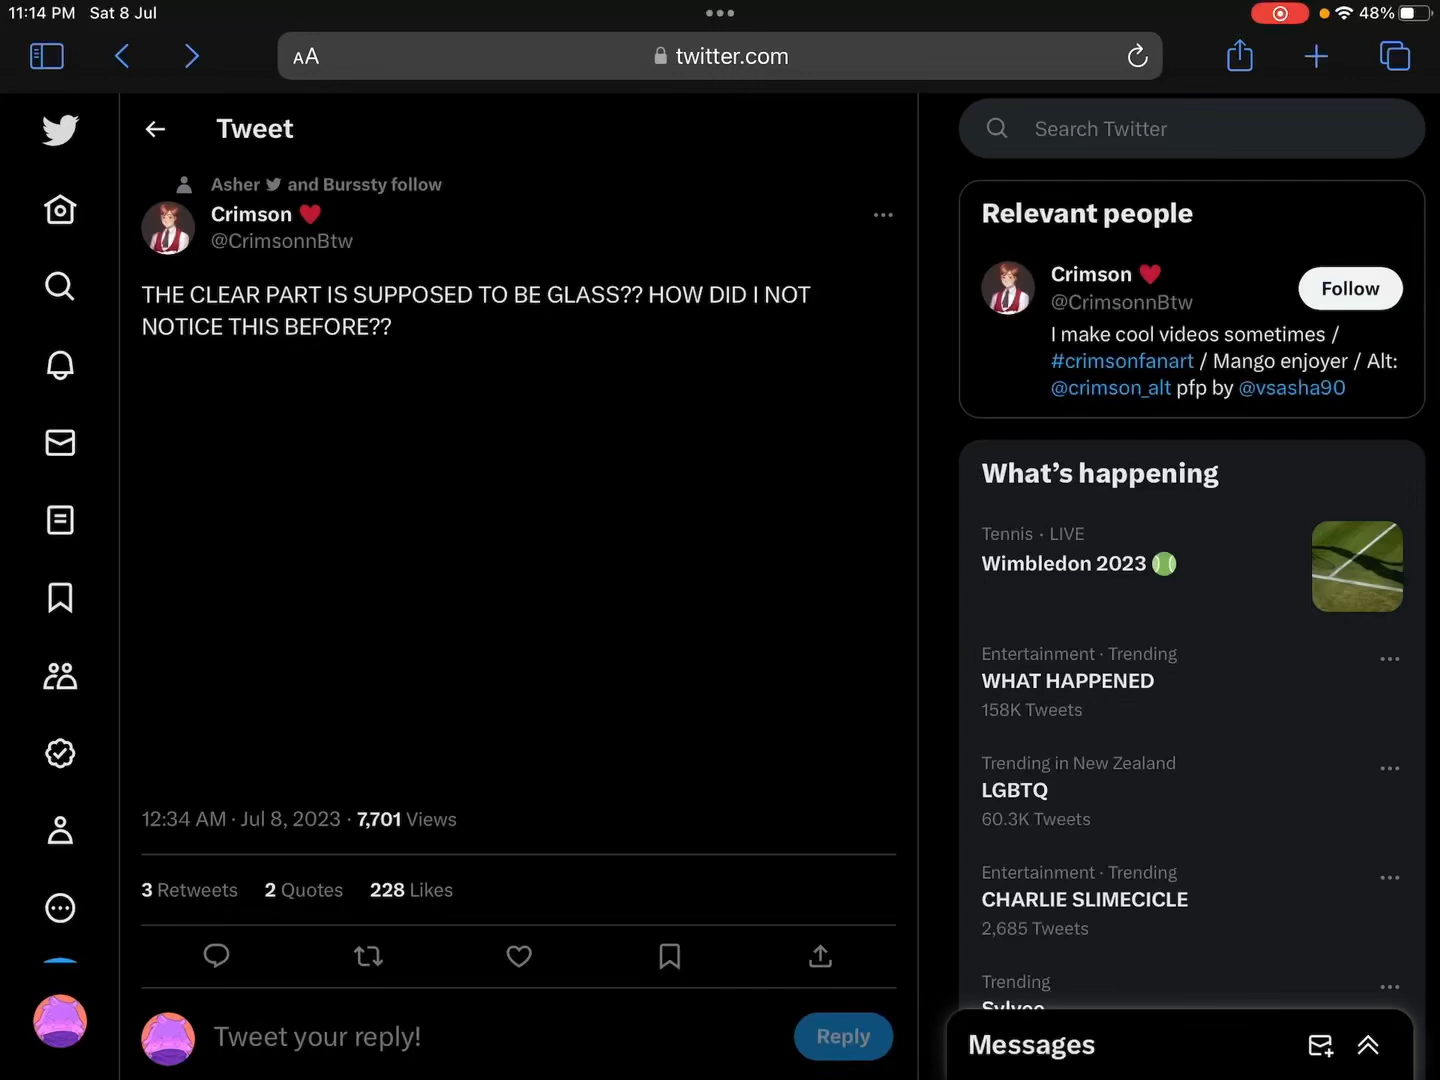 11:14 PM Sat 8 Jul
48%
AA
twitter.com
Tweet
Search Twitter
Asher and Bursty follow
Crimson ❤️
@CrimsonnBtw
THE CLEAR PART IS SUPPOSED TO BE GLASS?? HOW DID I NOT
NOTICE THIS BEFORE??
12:34 AM · Jul 8, 2023 · 7,701 Views
3 Retweets 2 Quotes 228 Likes
Tweet your reply!
Reply
Relevant people
Crimson ❤️
@CrimsonnBtw
Follow
I make cool videos sometimes /
#crimsonfanart / Mango enjoyer / Alt:
@crimson_alt pfp by @vsasha90
What's happening
Tennis · LIVE
Wimbledon 2023 🎾
Entertainment · Trending
WHAT HAPPENED
158K Tweets
Trending in New Zealand
LGBTQ
60.3K Tweets
Entertainment · Trending
CHARLIE SLIMECICLE
2,685 Tweets
Trending
Messages